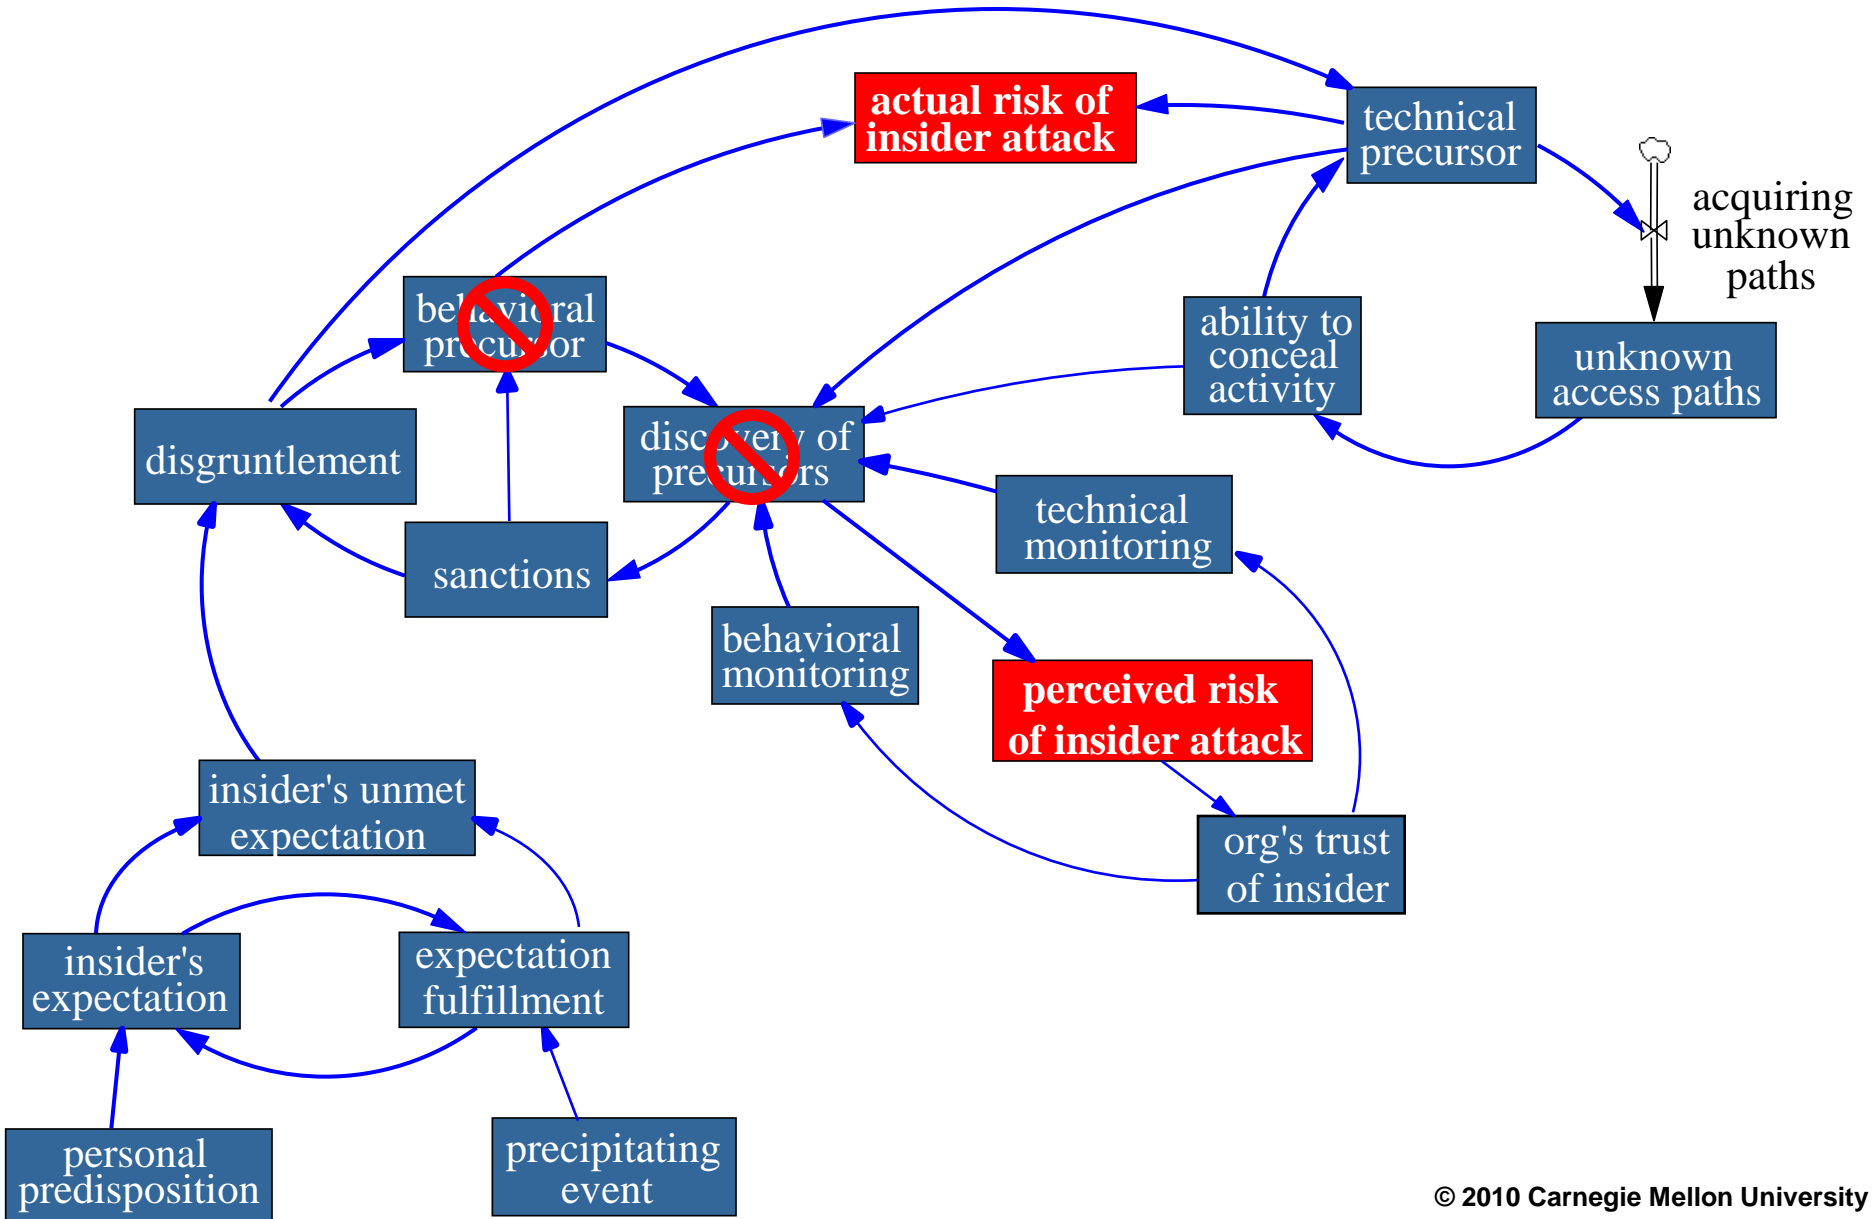 actual risk of
insider attack
technical
precursor
acquiring
unknown
paths
behavioral
precursor
ability to
conceal
activity
unknown
access paths
disgruntlement
discovery of
precursors
technical
monitoring
sanctions
behavioral
monitoring
perceived risk
of insider attack
insider's unmet
expectation
org's trust
of insider
insider's
expectation
expectation
fulfillment
personal
predisposition
precipitating
event
© 2010 Carnegie Mellon University